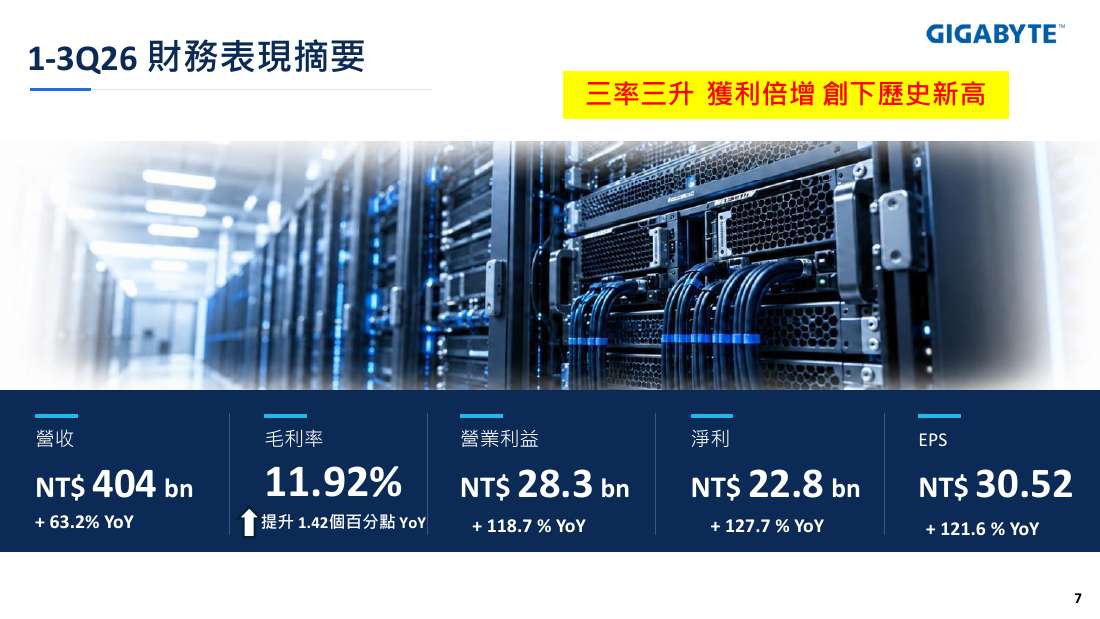 GIGABYTE™
1-3Q26 財務表現摘要
三率三升 獲利倍增 創下歷史新高
營收
NT$ 404 bn
+ 63.2% YoY
毛利率
11.92%
提升 1.42個百分點 YoY
營業利益
NT$ 28.3 bn
+ 118.7 % YoY
淨利
NT$ 22.8 bn
+ 127.7 % YoY
EPS
NT$ 30.52
+ 121.6 % YoY
7